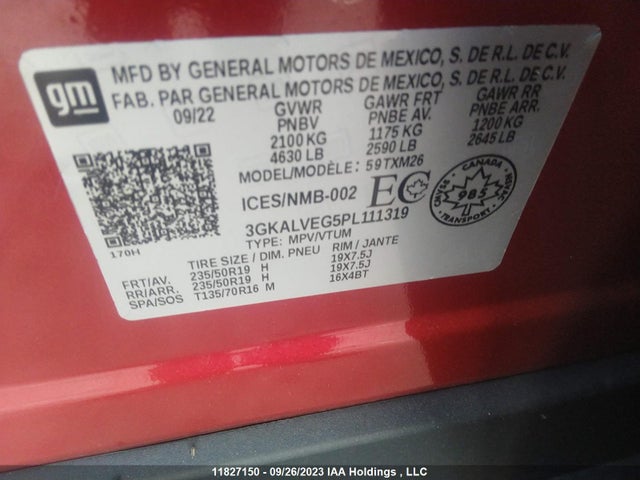 gm
MFD BY GENERAL MOTORS DE MEXICO, S. DE R.L. DE C.V.
FAB. PAR GENERAL MOTORS DE MEXICO, S. DE R.L. DE C.V.
09/22 GVWR GAWR FRT GAWR RR
PNBV PNBE AV. PNBE ARR.
2100 KG 1175 KG 1200 KG
4630 LB 2590 LB 2645 LB
MODEL/MODÈLE: 59TXM26
ICES/NMB-002 EC
CANADA
985
TRANSPORT
3GKALVEG5PL111319
170H
TYPE: MPV/VTUM
TIRE SIZE / DIM. PNEU RIM / JANTE
FRT/AV. 235/50R19 H 19X7.5J
RR/ARR. 235/50R19 H 19X7.5J
SPA/SOS T135/70R16 M 16X4BT
11827150 - 09/26/2023 IAA Holdings , LLC